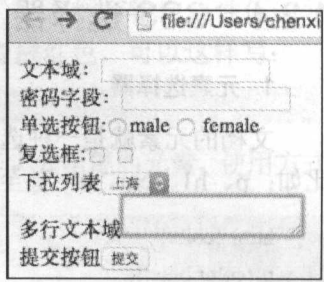 file:///Users/chenxi
文本域:
密码字段:
单选按钮: male female
复选框:
下拉列表 上海
多行文本域
提交按钮 提交